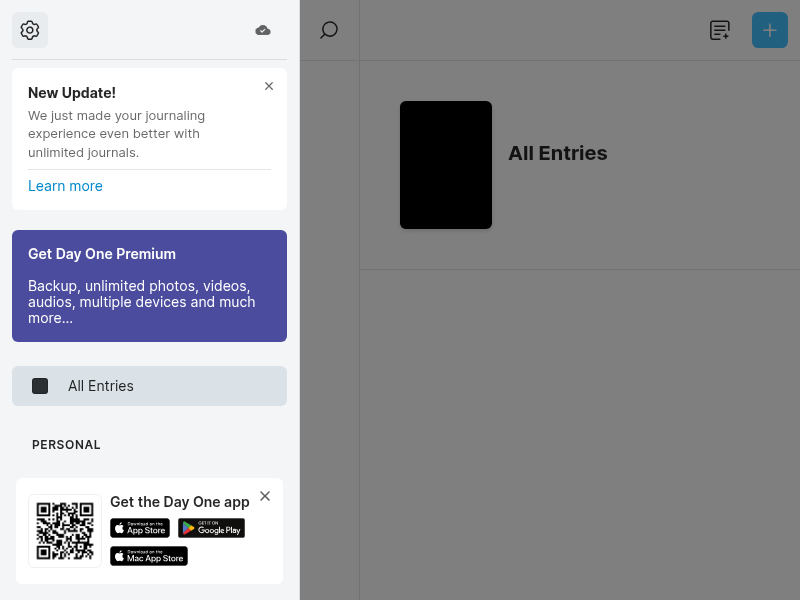 New Update!
We just made your journaling
experience even better with
unlimited journals.
Learn more
Get Day One Premium
Backup, unlimited photos, videos,
audios, multiple devices and much
more...
All Entries
PERSONAL
Get the Day One app
Download on the
App Store
GET IT ON
Google Play
Download on the
Mac App Store
All Entries